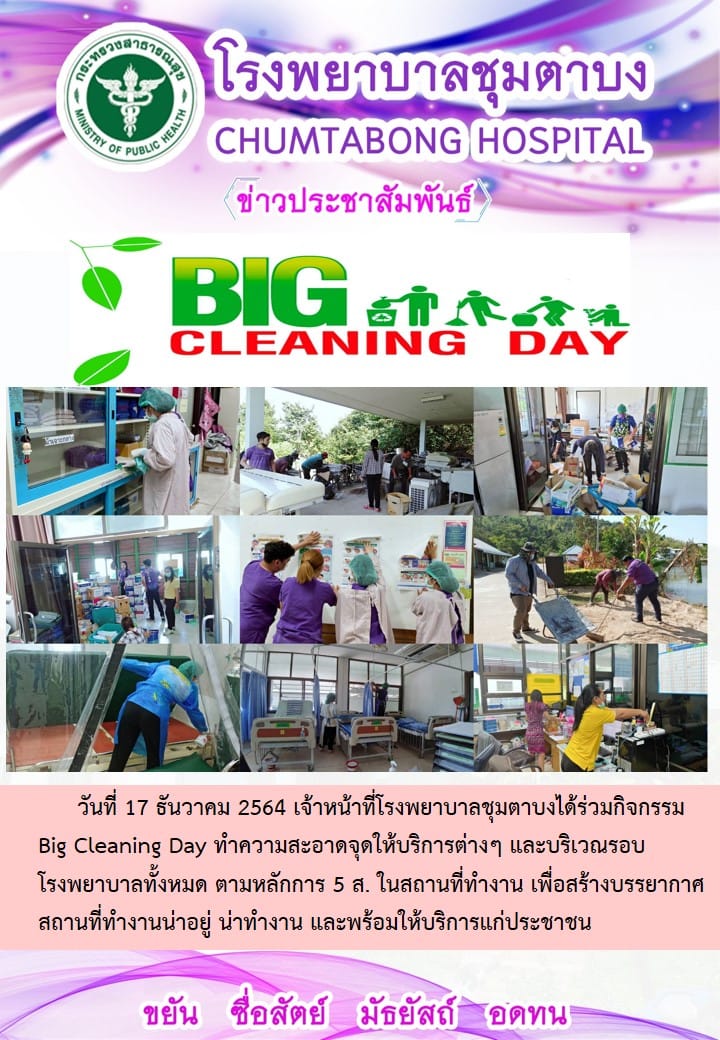 กระทรวงสาธารณสุข
MINISTRY OF PUBLIC HEALTH
โรงพยาบาลชุมตาบง
CHUMTABONG HOSPITAL
ข่าวประชาสัมพันธ์
BIG
CLEANING DAY
วันที่ 17 ธันวาคม 2564 เจ้าหน้าที่โรงพยาบาลชุมตาบงได้ร่วมกิจกรรม
Big Cleaning Day ทำความสะอาดจุดให้บริการต่างๆ และบริเวณรอบ
โรงพยาบาลทั้งหมด ตามหลักการ 5 ส. ในสถานที่ทำงาน เพื่อสร้างบรรยากาศ
สถานที่ทำงานน่าอยู่ น่าทำงาน และพร้อมให้บริการแก่ประชาชน
ขยัน ซื่อสัตย์ มัธยัสถ์ อดทน